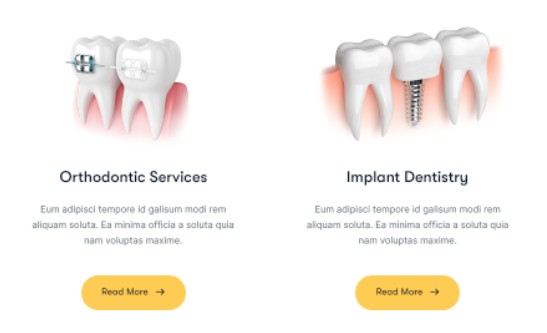 Orthodontic Services
Eum adipisci tempore id galisum modi rem
aliquam soluta. Ea minima officia a soluta quia
nam voluptas maxime.
Read More →
Implant Dentistry
Eum adipisci tempore id galisum modi rem
aliquam soluta. Ea minima officia a soluta quia
nam voluptas maxime.
Read More →